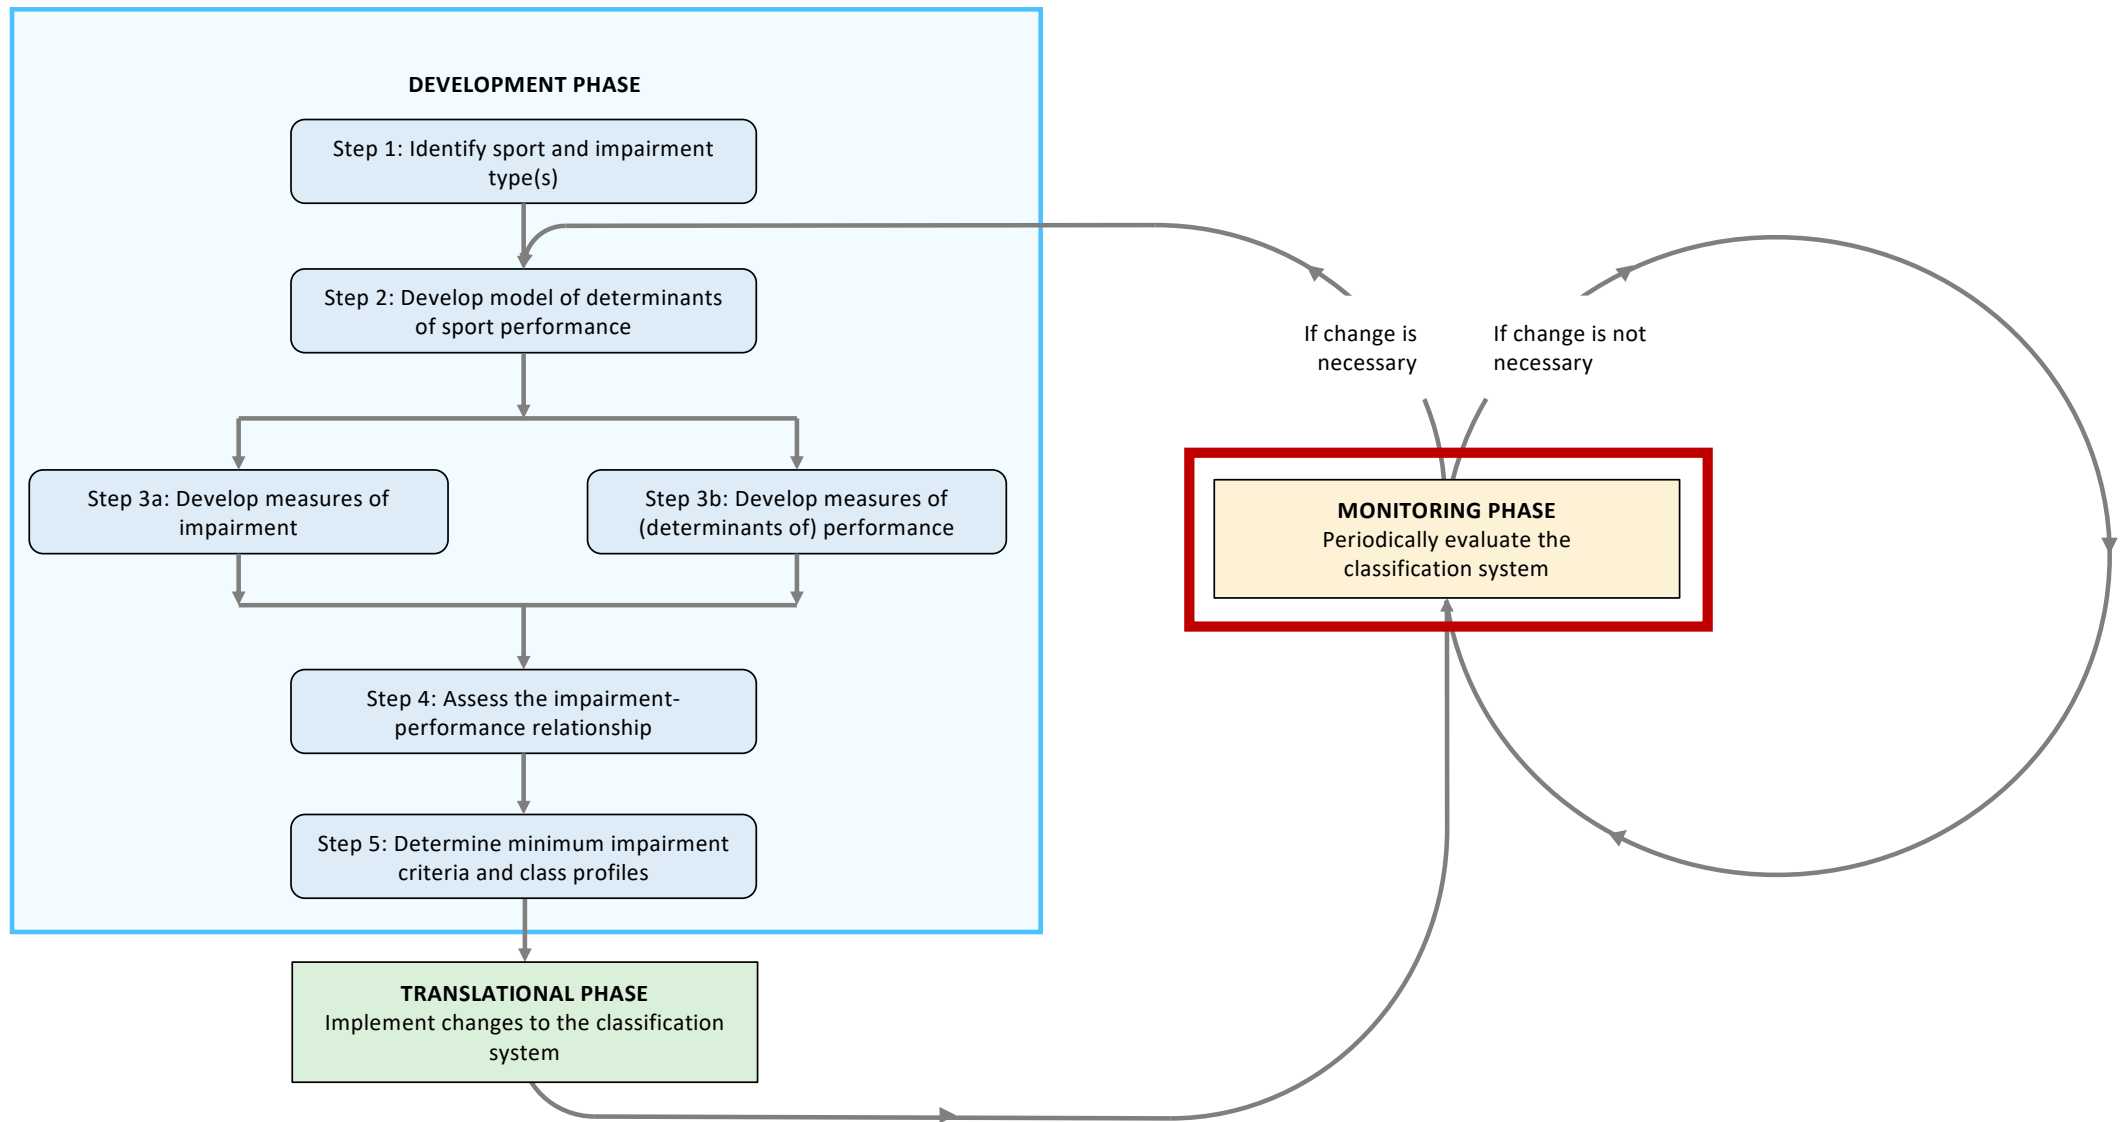 DEVELOPMENT PHASE
Step 1: Identify sport and impairment
type(s)
Step 2: Develop model of determinants
of sport performance
Step 3a: Develop measures of
impairment
Step 3b: Develop measures of
(determinants of) performance
Step 4: Assess the impairment-
performance relationship
Step 5: Determine minimum impairment
criteria and class profiles
TRANSLATIONAL PHASE
Implement changes to the classification
system
If change is
necessary
If change is not
necessary
MONITORING PHASE
Periodically evaluate the
classification system